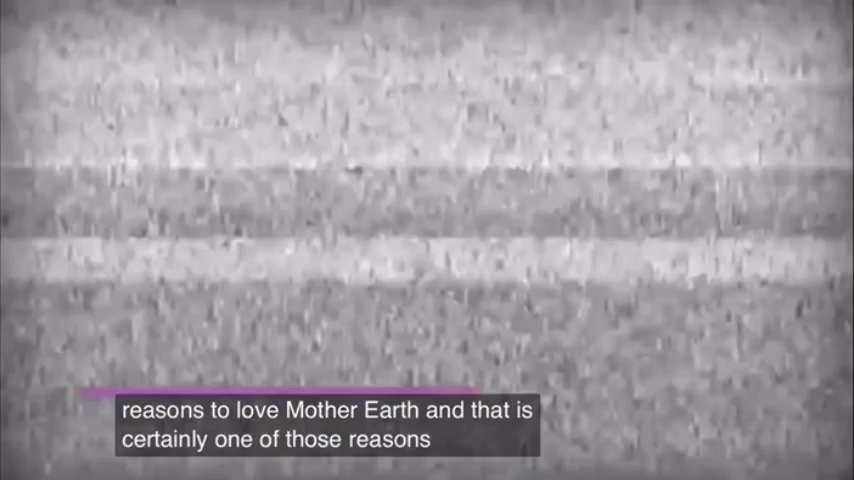 reasons to love Mother Earth and that is
certainly one of those reasons